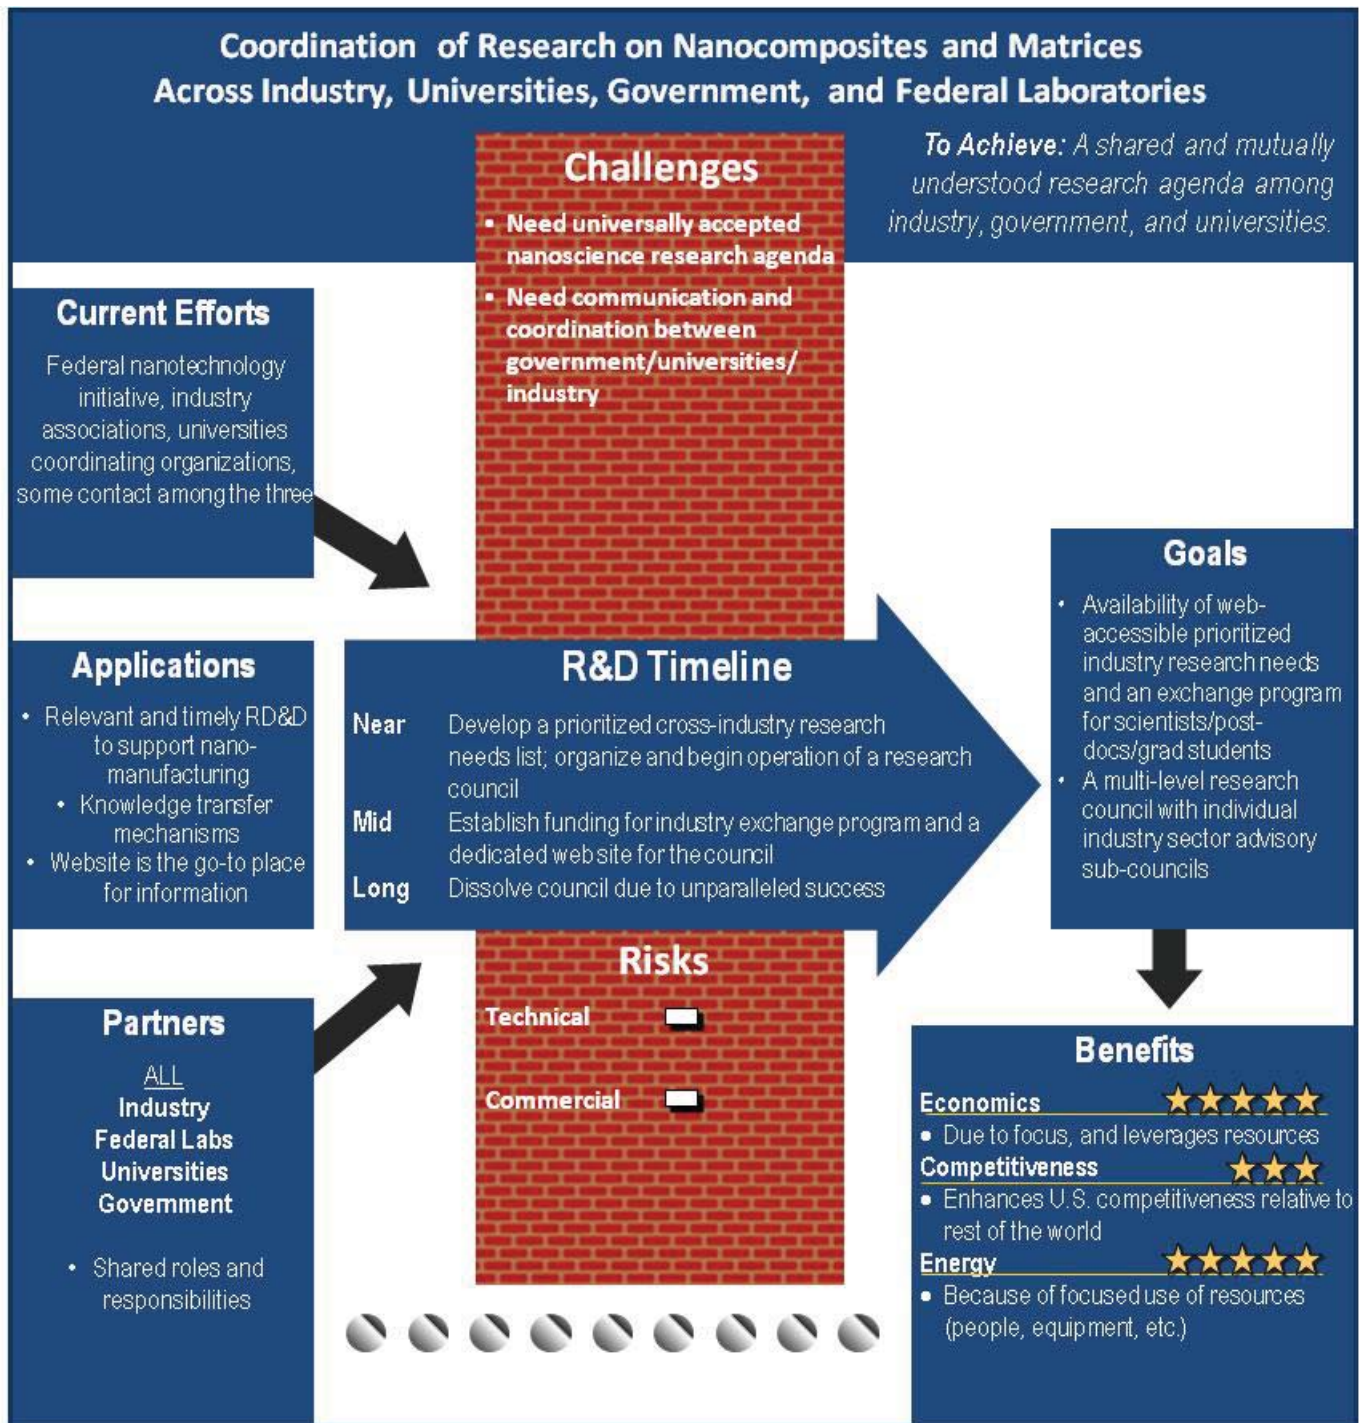 Coordination of Research on Nanocomposites and Matrices
Across Industry, Universities, Government, and Federal Laboratories
To Achieve: A shared and mutually
understood research agenda among
industry, government, and universities.
Challenges
▪ Need universally accepted
nanoscience research agenda
▪ Need communication and
coordination between
government/universities/
industry
Current Efforts
Federal nanotechnology
initiative, industry
associations, universities
coordinating organizations,
some contact among the three
Applications
• Relevant and timely RD&D
to support nano-
manufacturing
• Knowledge transfer
mechanisms
• Website is the go-to place
for information
Partners
ALL
Industry
Federal Labs
Universities
Government
• Shared roles and
responsibilities
R&D Timeline
Near Develop a prioritized cross-industry research
needs list; organize and begin operation of a research
council
Mid Establish funding for industry exchange program and a
dedicated web site for the council
Long Dissolve council due to unparalleled success
Risks
Technical
Commercial
Goals
• Availability of web-
accessible prioritized
industry research needs
and an exchange program
for scientists/post-
docs/grad students
• A multi-level research
council with individual
industry sector advisory
sub-councils
Benefits
Economics
• Due to focus, and leverages resources
Competitiveness
• Enhances U.S. competitiveness relative to
rest of the world
Energy
• Because of focused use of resources
(people, equipment, etc.)